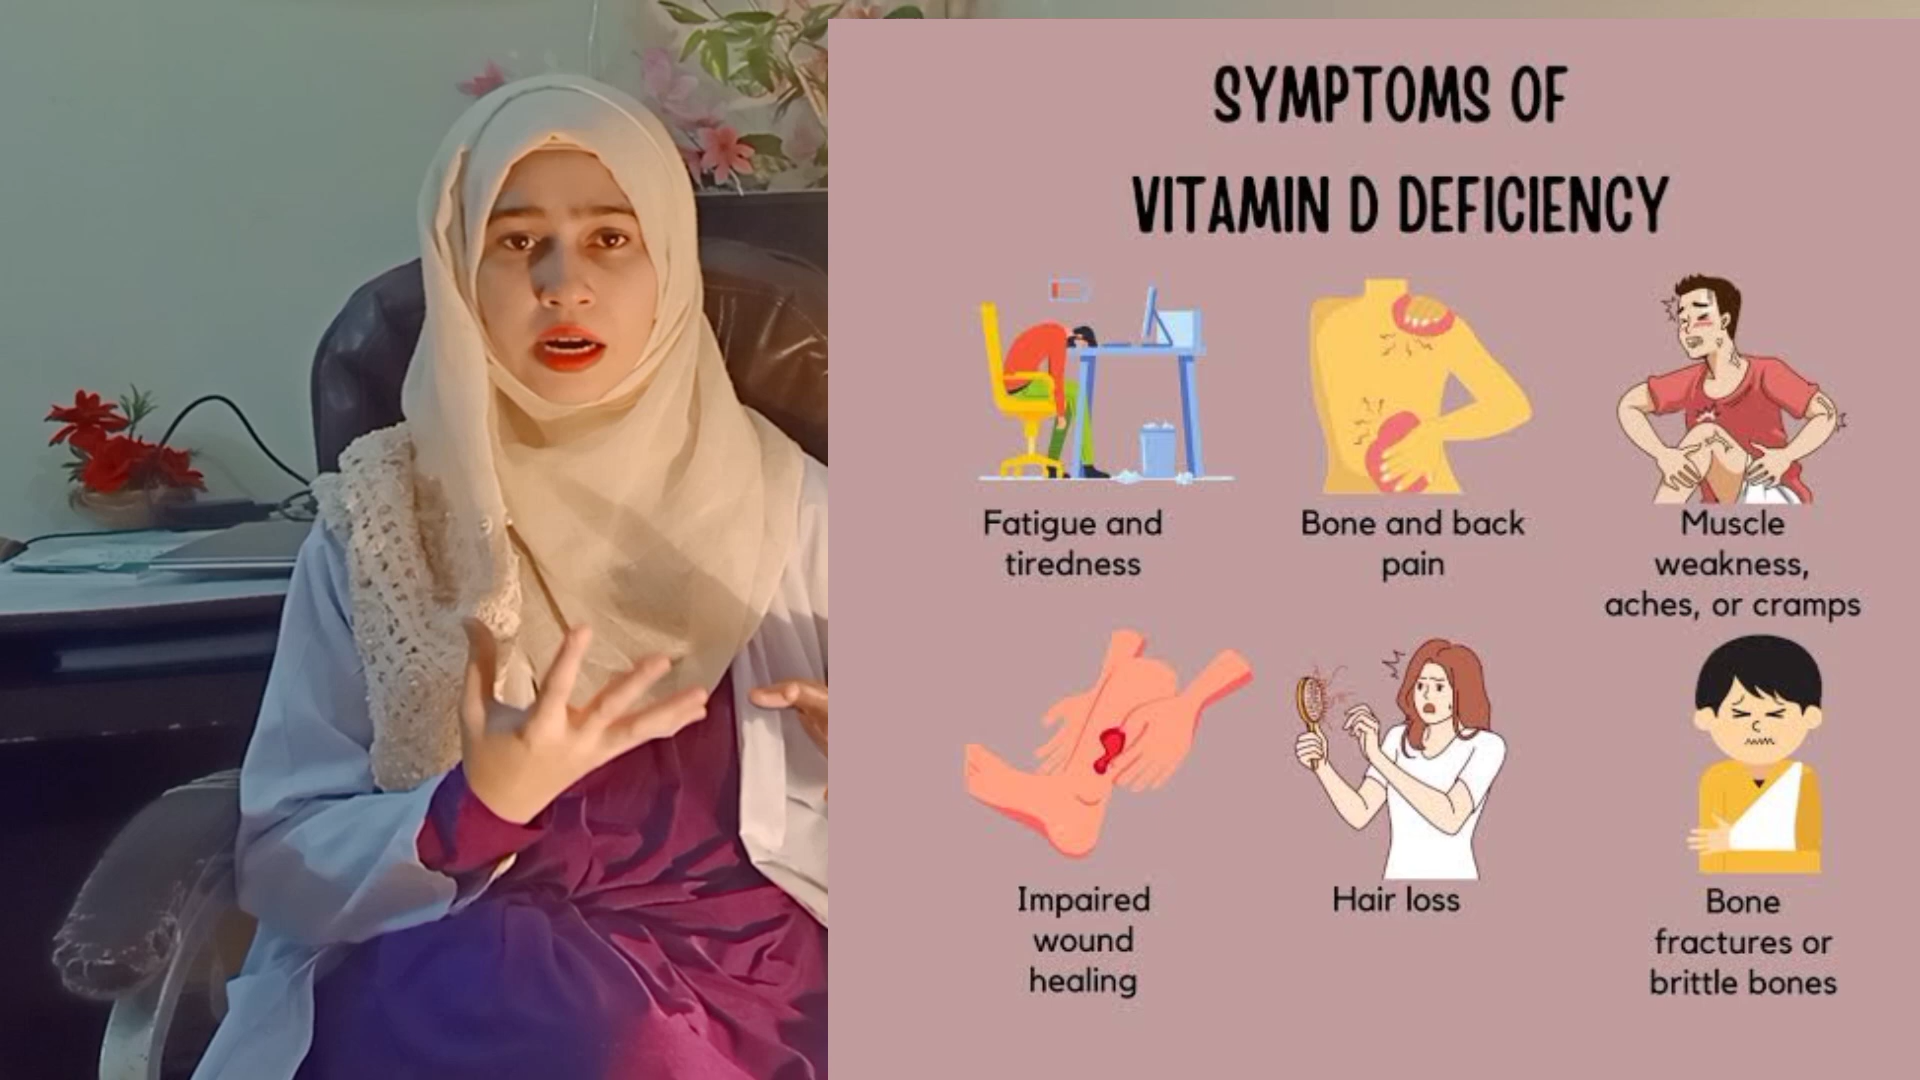 SYMPTOMS OF
VITAMIN D DEFICIENCY
Fatigue and
tiredness
Bone and back
pain
Muscle
weakness,
aches, or cramps
Impaired
wound
healing
Hair loss
Bone
fractures or
brittle bones